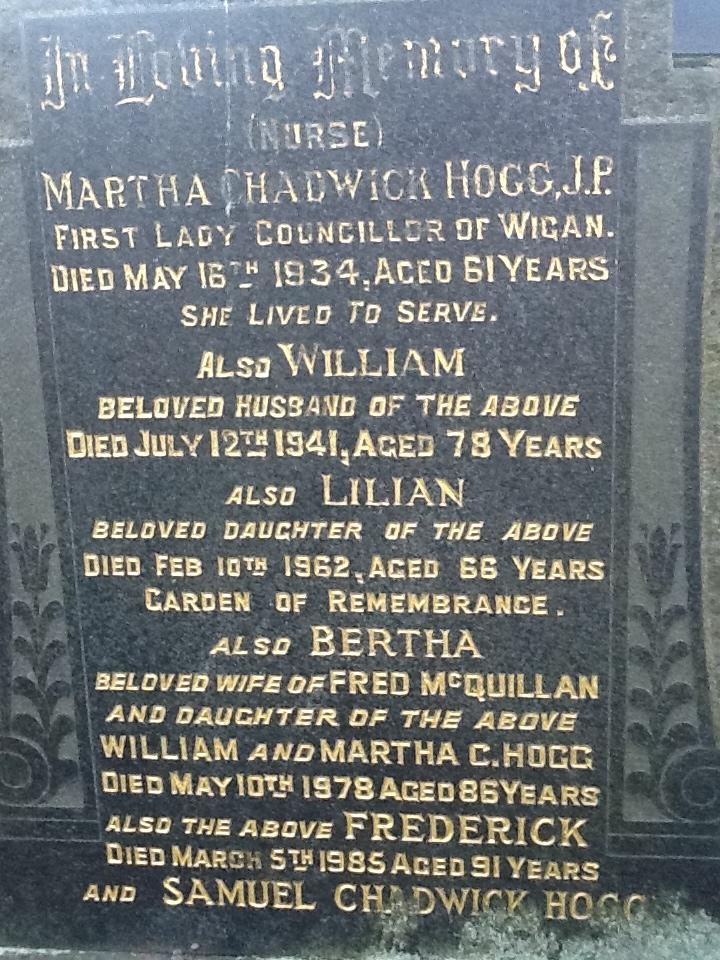 In Loving Memory of
(NURSE)
MARTHA CHADWICK HOGG, J.P.
FIRST LADY COUNCILLOR OF WIGAN.
DIED MAY 16TH 1934, AGED 61 YEARS
SHE LIVED TO SERVE.
ALSO WILLIAM
BELOVED HUSBAND OF THE ABOVE
DIED JULY 12TH 1941, AGED 78 YEARS
ALSO LILIAN
BELOVED DAUGHTER OF THE ABOVE
DIED FEB 10TH 1962, AGED 66 YEARS
GARDEN OF REMEMBRANCE.
ALSO BERTHA
BELOVED WIFE OF FRED McQUILLAN
AND DAUGHTER OF THE ABOVE
WILLIAM AND MARTHA C. HOGG
DIED MAY 10TH 1978 AGED 86 YEARS
ALSO THE ABOVE FREDERICK
DIED MARCH 5TH 1985 AGED 91 YEARS
AND SAMUEL CHADWICK HOGG